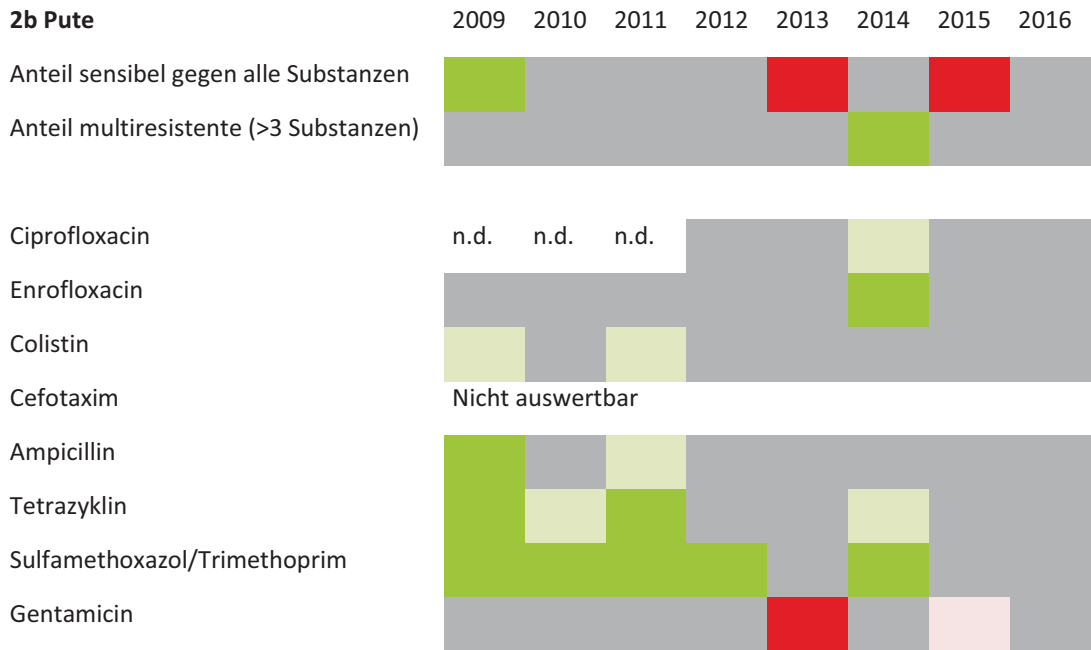 2b Pute 2009 2010 2011 2012 2013 2014 2015 2016
Anteil sensibel gegen alle Substanzen
Anteil multiresistente (>3 Substanzen)
Ciprofloxacin n.d. n.d. n.d.
Enrofloxacin
Colistin
Cefotaxim Nicht auswertbar
Ampicillin
Tetrazyklin
Sulfamethoxazol/Trimethoprim
Gentamicin